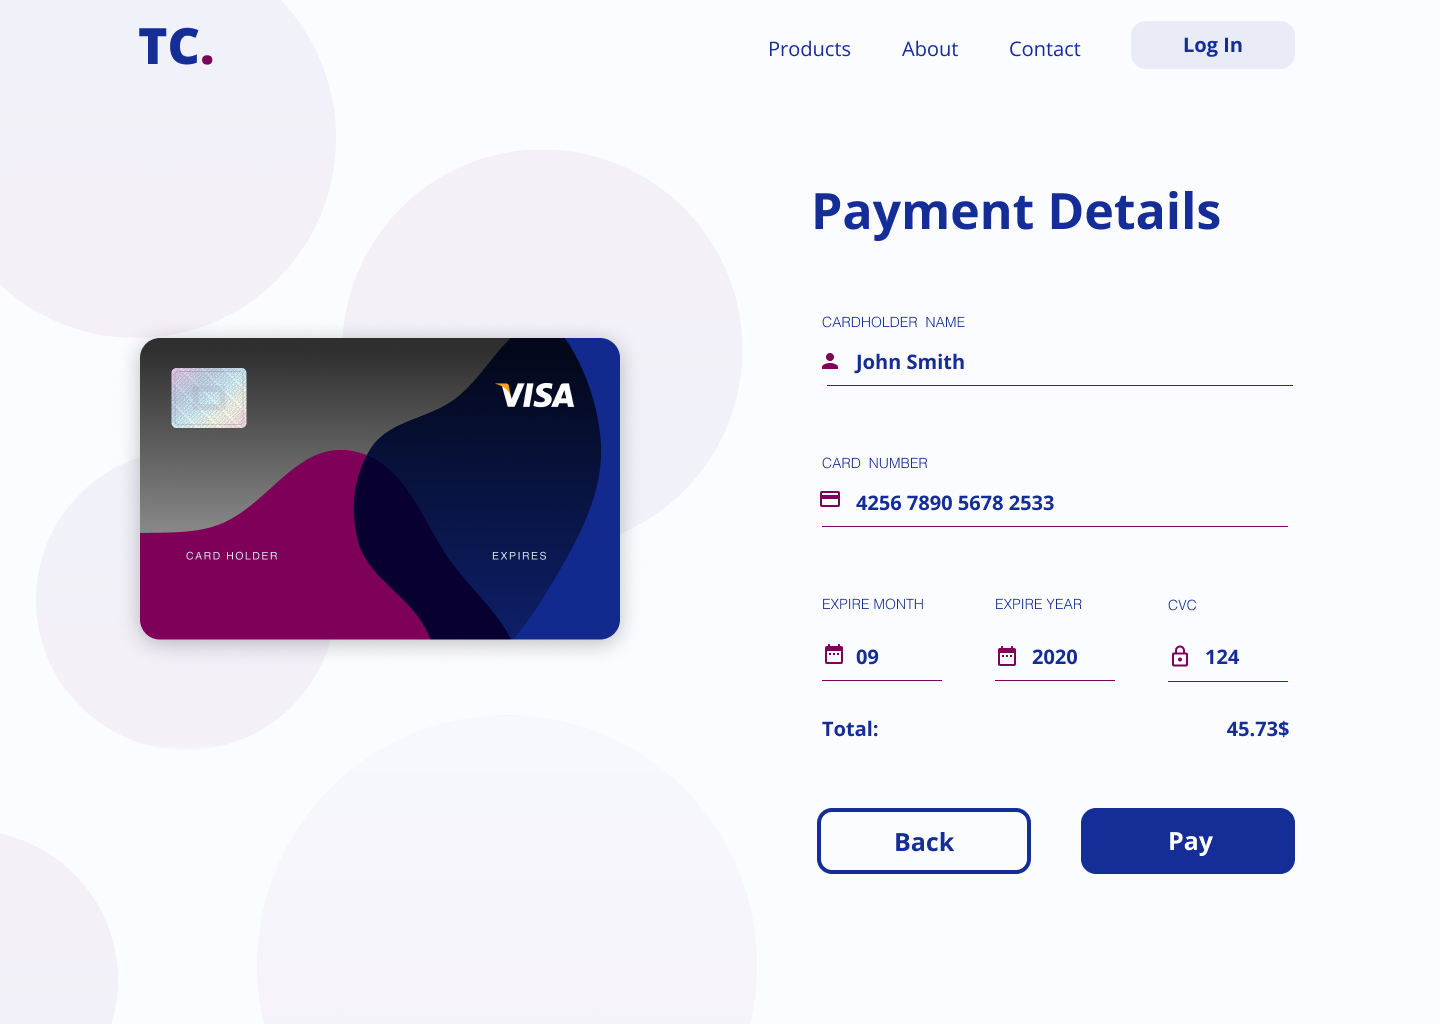 TC.
Products About Contact Log In
Payment Details
CARDHOLDER NAME
John Smith
CARD NUMBER
4256 7890 5678 2533
EXPIRE MONTH EXPIRE YEAR CVC
09 2020 124
Total: 45.73$
Back Pay
VISA
CARD HOLDER EXPIRES